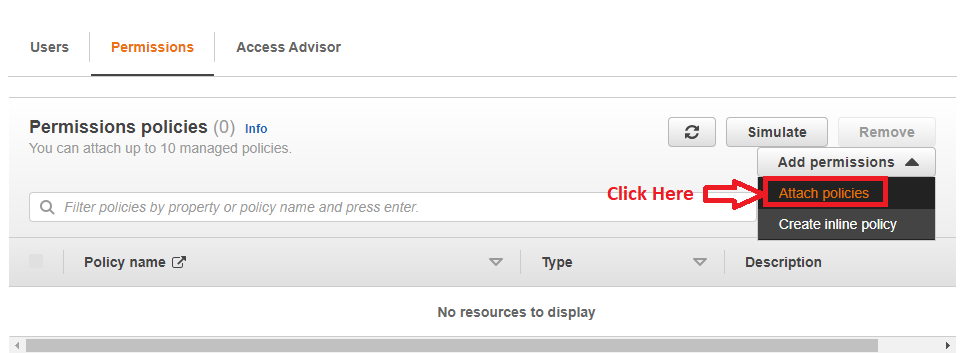 Users Permissions Access Advisor
Permissions policies (0) Info
You can attach up to 10 managed policies.
Simulate Remove
Add permissions
Click Here Attach policies
Create inline policy
Filter policies by property or policy name and press enter.
Policy name Type Description
No resources to display